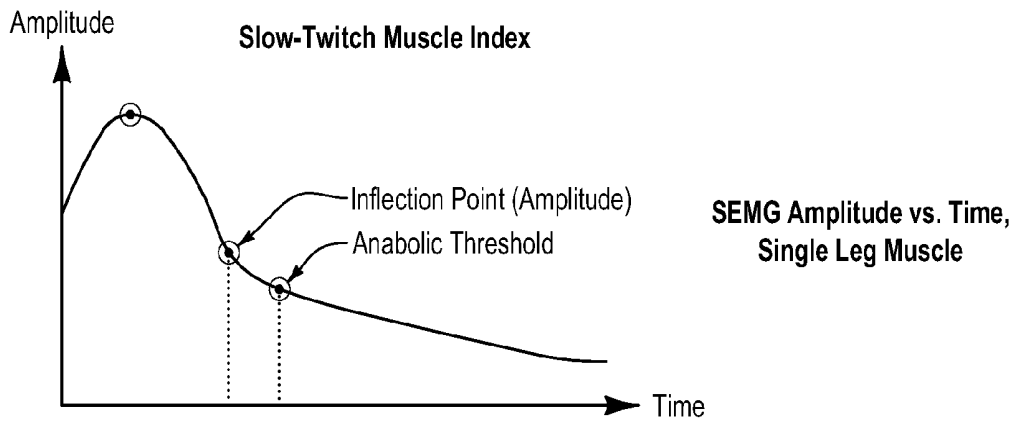 Amplitude
Slow-Twitch Muscle Index
Inflection Point (Amplitude)
Anabolic Threshold
SEMG Amplitude vs. Time,
Single Leg Muscle
Time